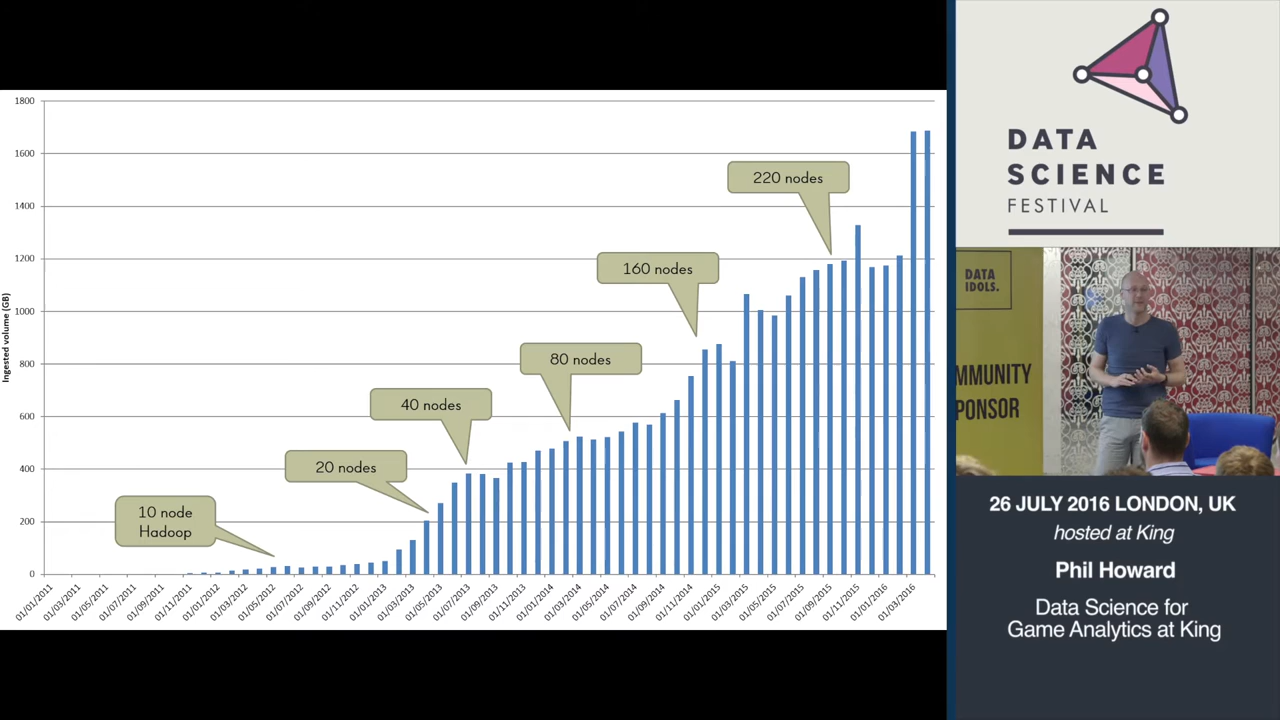 1800
1600
1400
1200
1000
800
600
400
200
0
Ingested volume (GB)
10 node
Hadoop
20 nodes
40 nodes
80 nodes
160 nodes
220 nodes
01/01/2011
01/03/2011
01/05/2011
01/07/2011
01/09/2011
01/11/2011
01/01/2012
01/03/2012
01/05/2012
01/07/2012
01/09/2012
01/11/2012
01/01/2013
01/03/2013
01/05/2013
01/07/2013
01/09/2013
01/11/2013
01/01/2014
01/03/2014
01/05/2014
01/07/2014
01/09/2014
01/11/2014
01/01/2015
01/03/2015
01/05/2015
01/07/2015
01/09/2015
01/11/2015
01/01/2016
01/03/2016
DATA
SCIENCE
FESTIVAL
DATA
IDOLS.
MMUNITY
PONSOR
26 JULY 2016 LONDON, UK
hosted at King
Phil Howard
Data Science for
Game Analytics at King